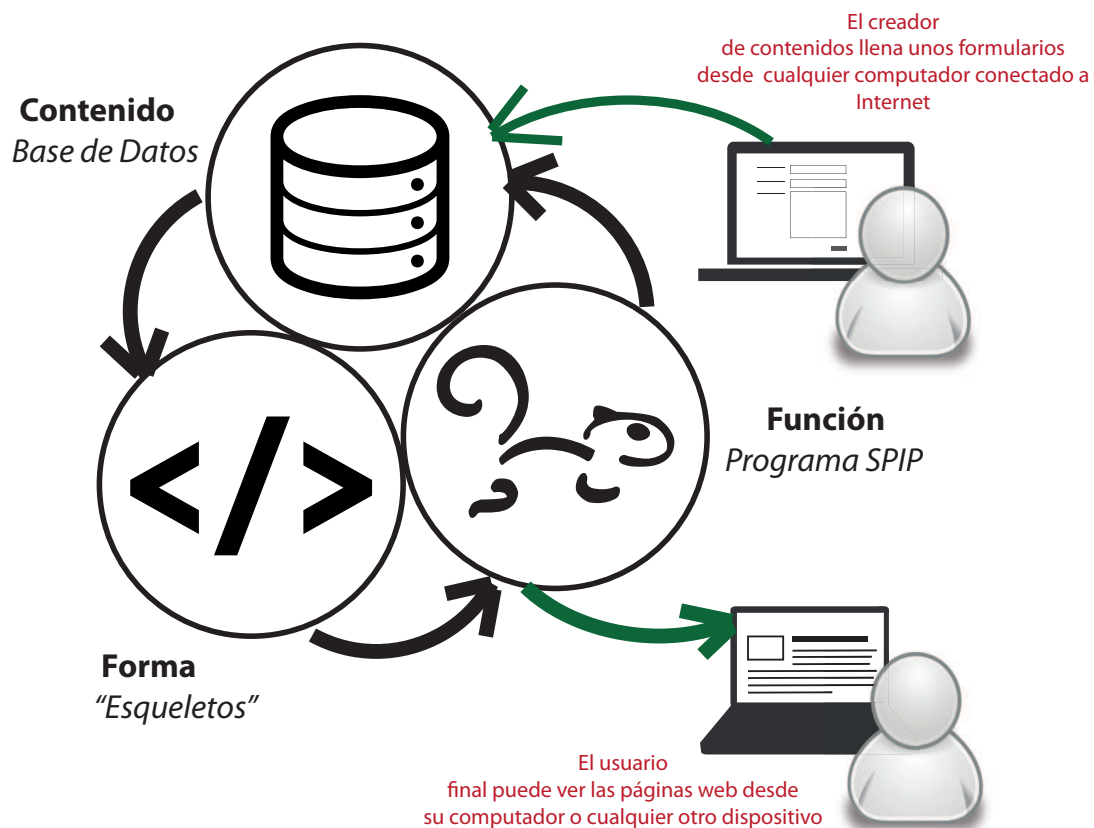 El creador
de contenidos llena unos formularios
desde cualquier computador conectado a
Internet
Contenido
Base de Datos
</>
Función
Programa SPIP
Forma
“Esqueletos”
El usuario
final puede ver las páginas web desde
su computador o cualquier otro dispositivo